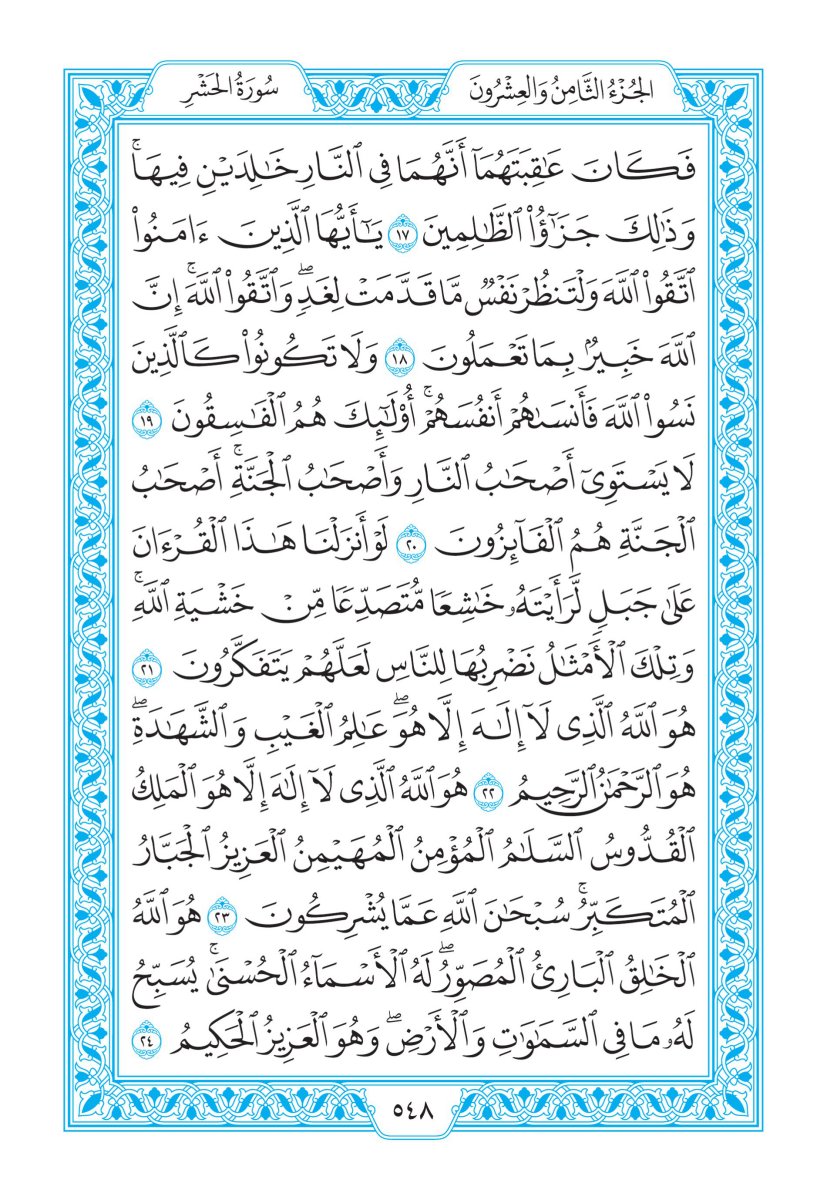 الجُزْءُ الثَّامِنُ وَالعِشْرُونَ
سُورَةُ الحَشْرِ
فَكَانَ عَٰقِبَتَهُمَآ أَنَّهُمَا فِي ٱلنَّارِ خَٰلِدَيْنِ فِيهَاۚ
وَذَٰلِكَ جَزَٰٓؤُا۟ ٱلظَّٰلِمِينَ ١٧ يَٰٓأَيُّهَا ٱلَّذِينَ ءَامَنُوا۟
ٱتَّقُوا۟ ٱللَّهَ وَلْتَنظُرْ نَفْسٌ مَّا قَدَّمَتْ لِغَدٍۖ وَٱتَّقُوا۟ ٱللَّهَۚ إِنَّ
ٱللَّهَ خَبِيرٌۢ بِمَا تَعْمَلُونَ ١٨ وَلَا تَكُونُوا۟ كَٱلَّذِينَ
نَسُوا۟ ٱللَّهَ فَأَنسَىٰهُمْ أَنفُسَهُمْۚ أُو۟لَٰٓئِكَ هُمُ ٱلْفَٰسِقُونَ ١٩
لَا يَسْتَوِىٓ أَصْحَٰبُ ٱلنَّارِ وَأَصْحَٰبُ ٱلْجَنَّةِۚ أَصْحَٰبُ
ٱلْجَنَّةِ هُمُ ٱلْفَآئِزُونَ ٢٠ لَوْ أَنزَلْنَا هَٰذَا ٱلْقُرْءَانَ
عَلَىٰ جَبَلٍ لَّرَأَيْتَهُۥ خَٰشِعًا مُّتَصَدِّعًا مِّنْ خَشْيَةِ ٱللَّهِۚ
وَتِلْكَ ٱلْأَمْثَٰلُ نَضْرِبُهَا لِلنَّاسِ لَعَلَّهُمْ يَتَفَكَّرُونَ ٢١
هُوَ ٱللَّهُ ٱلَّذِى لَآ إِلَٰهَ إِلَّا هُوَۖ عَٰلِمُ ٱلْغَيْبِ وَٱلشَّهَٰدَةِۖ
هُوَ ٱلرَّحْمَٰنُ ٱلرَّحِيمُ ٢٢ هُوَ ٱللَّهُ ٱلَّذِى لَآ إِلَٰهَ إِلَّا هُوَ ٱلْمَلِكُ
ٱلْقُدُّوسُ ٱلسَّلَٰمُ ٱلْمُؤْمِنُ ٱلْمُهَيْمِنُ ٱلْعَزِيزُ ٱلْجَبَّارُ
ٱلْمُتَكَبِّرُۚ سُبْحَٰنَ ٱللَّهِ عَمَّا يُشْرِكُونَ ٢٣ هُوَ ٱللَّهُ
ٱلْخَٰلِقُ ٱلْبَارِئُ ٱلْمُصَوِّرُۖ لَهُ ٱلْأَسْمَآءُ ٱلْحُسْنَىٰۚ يُسَبِّحُ
لَهُۥ مَا فِى ٱلسَّمَٰوَٰتِ وَٱلْأَرْضِۖ وَهُوَ ٱلْعَزِيزُ ٱلْحَكِيمُ ٢٤
٥٤٨